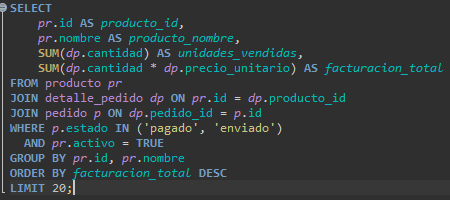 SELECT
    pr.id AS producto_id,
    pr.nombre AS producto_nombre,
    SUM(dp.cantidad) AS unidades_vendidas,
    SUM(dp.cantidad * dp.precio_unitario) AS facturacion_total
FROM producto pr
JOIN detalle_pedido dp ON pr.id = dp.producto_id
JOIN pedido p ON dp.pedido_id = p.id
WHERE p.estado IN ('pagado', 'enviado')
  AND pr.activo = TRUE
GROUP BY pr.id, pr.nombre
ORDER BY facturacion_total DESC
LIMIT 20;